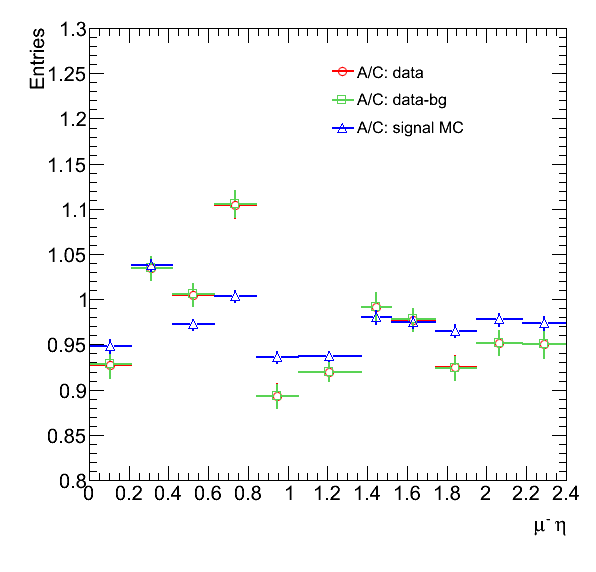 Entries
1.3
1.25
1.2
1.15
1.1
1.05
1
0.95
0.9
0.85
0.8
A/C: data
A/C: data-bg
A/C: signal MC
0 0.2 0.4 0.6 0.8 1 1.2 1.4 1.6 1.8 2 2.2 2.4
μ⁻ η